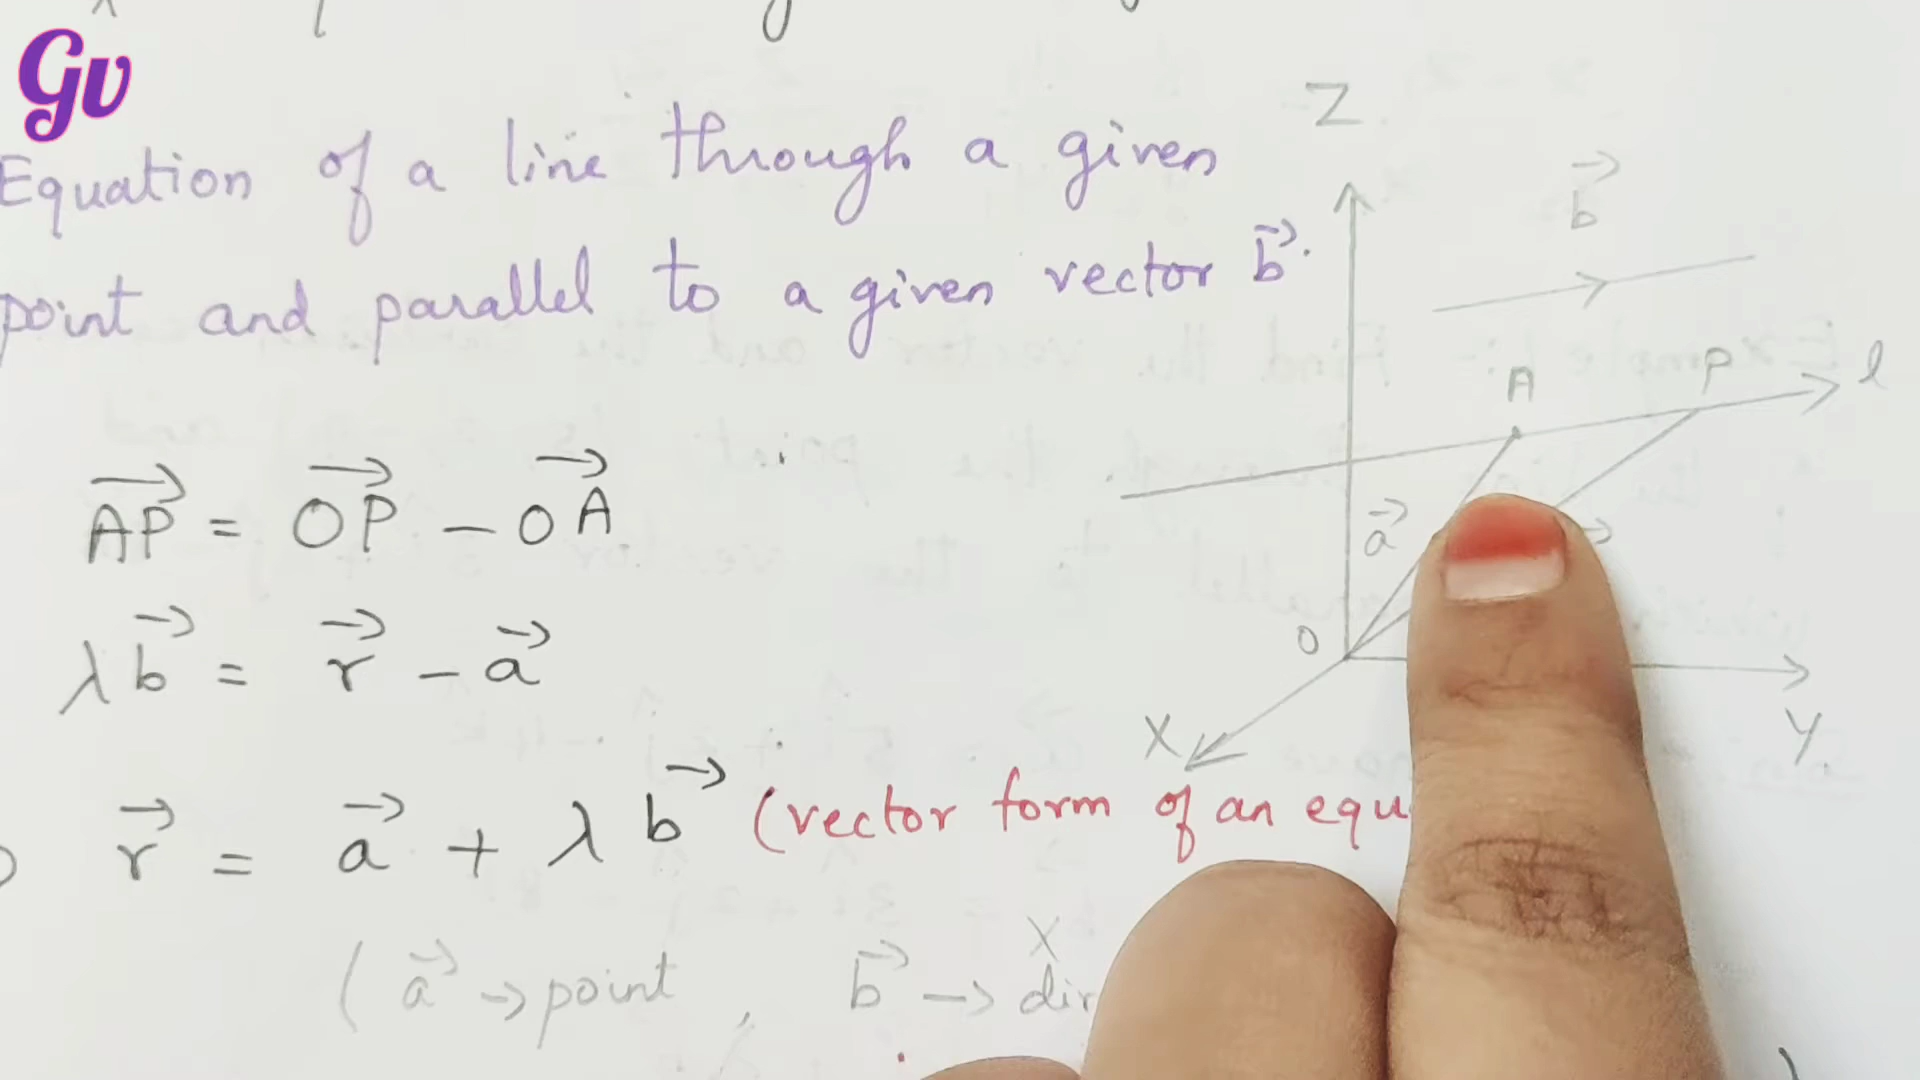 Gv
Equation of a line through a given
point and parallel to a given vector b⃗.
AP⃗ = OP⃗ - OA⃗
λb⃗ = r⃗ - a⃗
r⃗ = a⃗ + λ b⃗ (vector form of an equ
( a⃗ → point , b⃗ → dir
Z
b⃗
A P l
a⃗
O
X Y